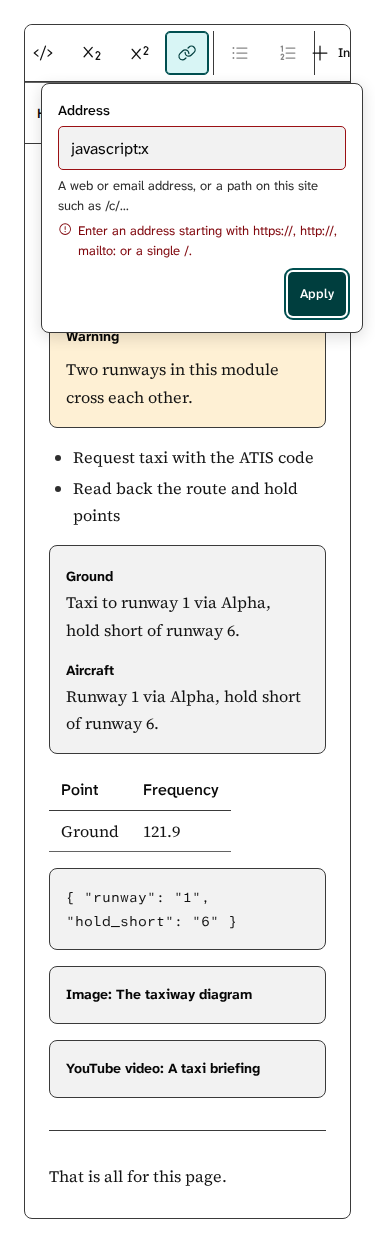 </> X₂ X² In
H
Address
javascript:x
A web or email address, or a path on this site
such as /c/...
Enter an address starting with https://, http://,
mailto: or a single /.
Apply
Warning
Two runways in this module
cross each other.
Request taxi with the ATIS code
Read back the route and hold
points
Ground
Taxi to runway 1 via Alpha,
hold short of runway 6.
Aircraft
Runway 1 via Alpha, hold short
of runway 6.
Point Frequency
Ground 121.9
{ "runway": "1",
"hold_short": "6" }
Image: The taxiway diagram
YouTube video: A taxi briefing
That is all for this page.